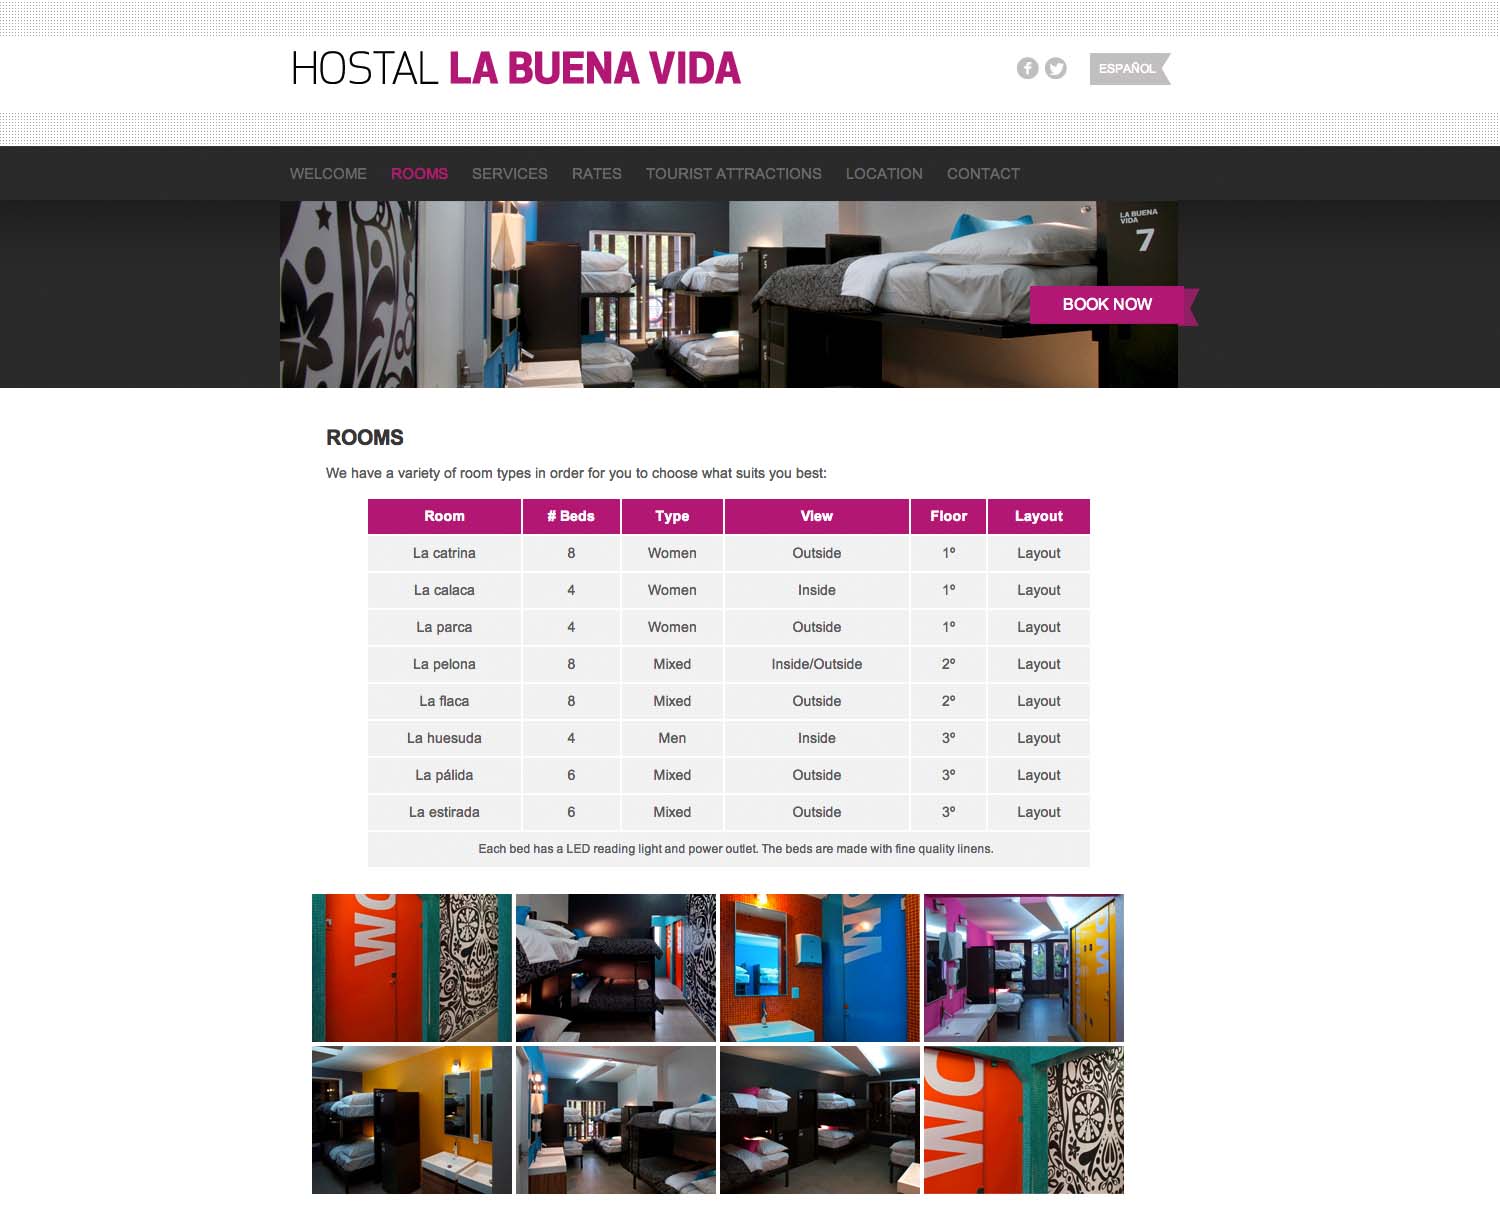 HOSTAL LA BUENA VIDA
ESPAÑOL
WELCOME ROOMS SERVICES RATES TOURIST ATTRACTIONS LOCATION CONTACT
LA BUENA
VIDA
7
BOOK NOW
ROOMS
We have a variety of room types in order for you to choose what suits you best:
Room # Beds Type View Floor Layout
La catrina 8 Women Outside 1º Layout
La calaca 4 Women Inside 1º Layout
La parca 4 Women Outside 1º Layout
La pelona 8 Mixed Inside/Outside 2º Layout
La flaca 8 Mixed Outside 2º Layout
La huesuda 4 Men Inside 3º Layout
La pálida 6 Mixed Outside 3º Layout
La estirada 6 Mixed Outside 3º Layout
Each bed has a LED reading light and power outlet. The beds are made with fine quality linens.